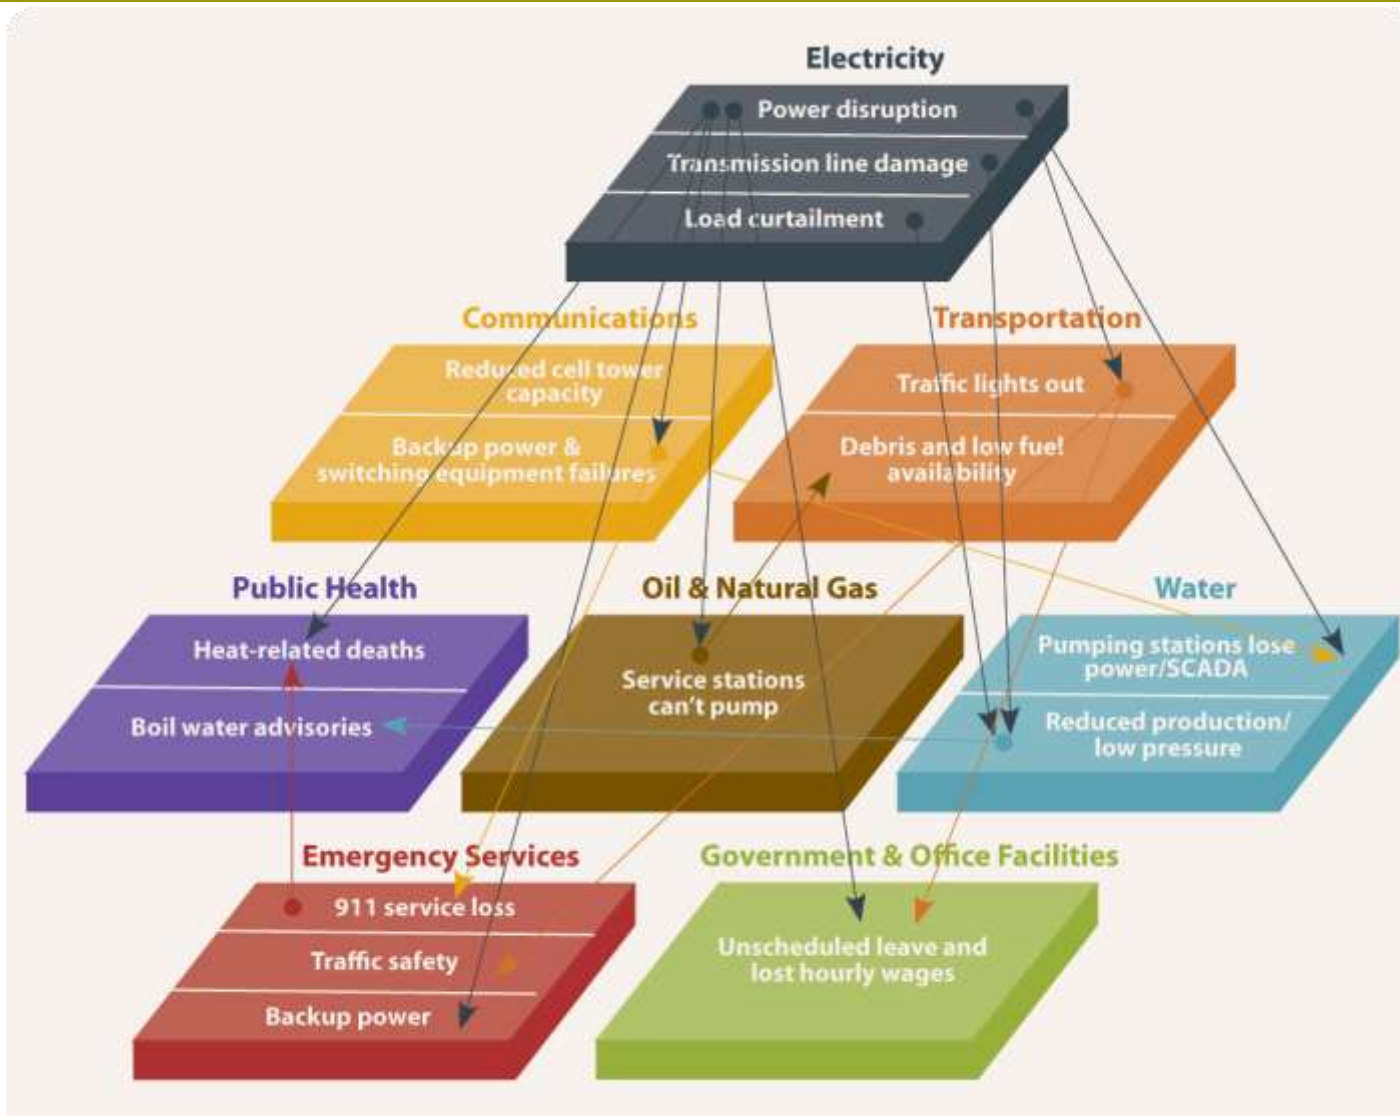 Electricity
Power disruption
Transmission line damage
Load curtailment
Communications
Reduced cell tower
capacity
Backup power &
switching equipment failures
Transportation
Traffic lights out
Debris and low fuel
availability
Public Health
Heat-related deaths
Boil water advisories
Oil & Natural Gas
Service stations
can't pump
Water
Pumping stations lose
power/SCADA
Reduced production/
low pressure
Emergency Services
911 service loss
Traffic safety
Backup power
Government & Office Facilities
Unscheduled leave and
lost hourly wages